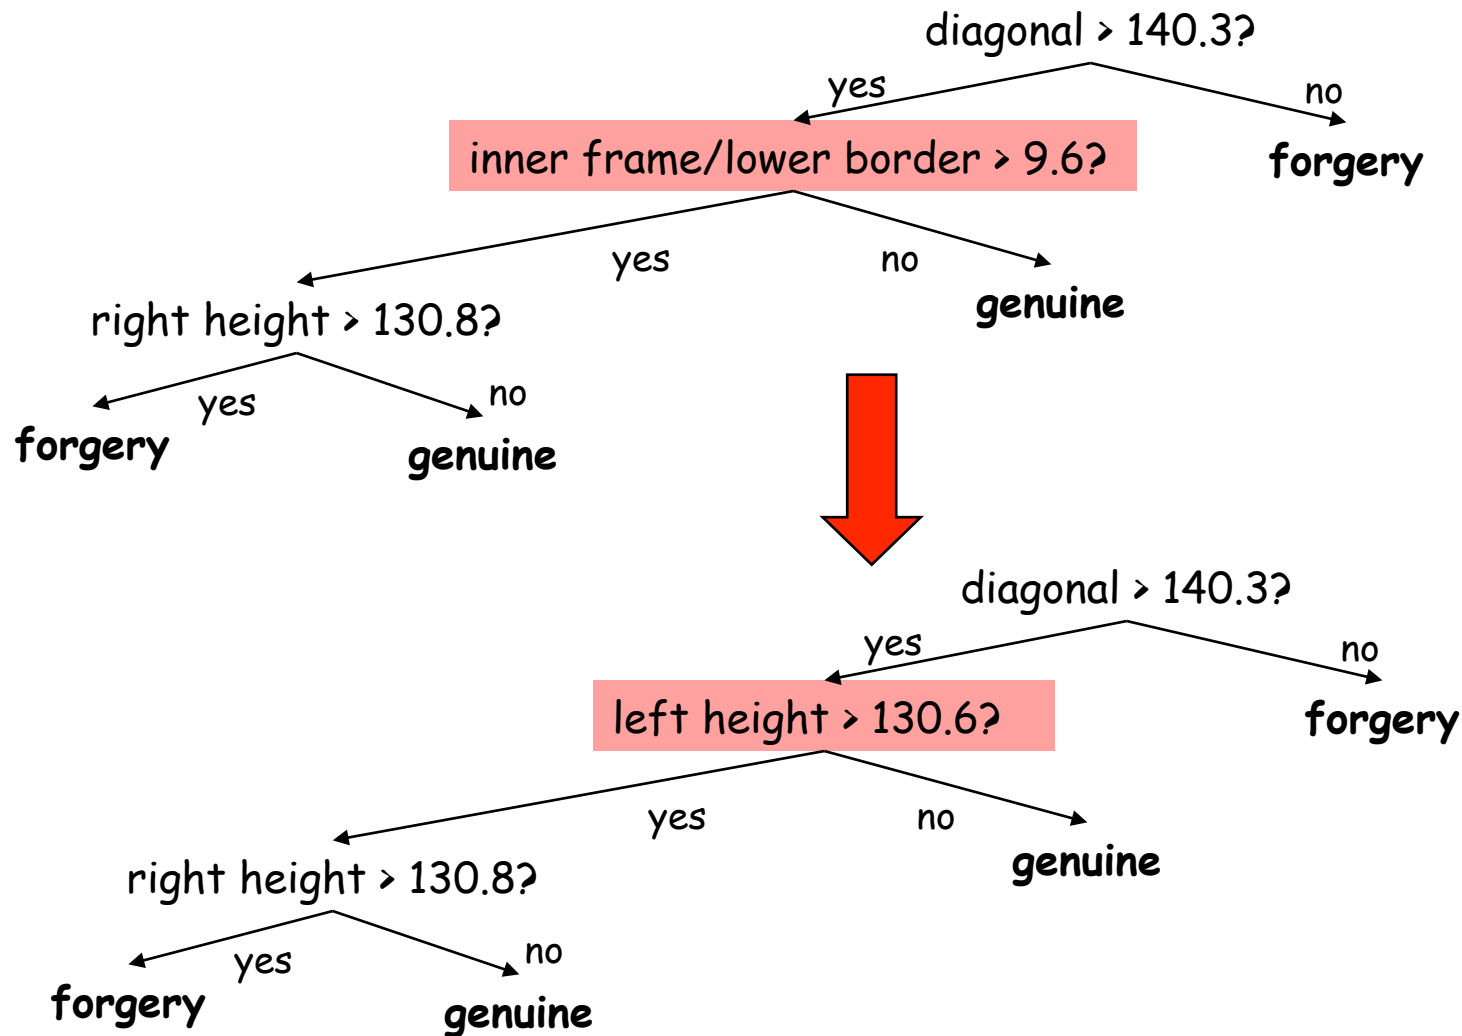 diagonal > 140.3?
yes
no
inner frame/lower border > 9.6?
forgery
yes
no
genuine
right height > 130.8?
yes
no
forgery
genuine
diagonal > 140.3?
yes
no
left height > 130.6?
forgery
yes
no
genuine
right height > 130.8?
yes
no
forgery
genuine